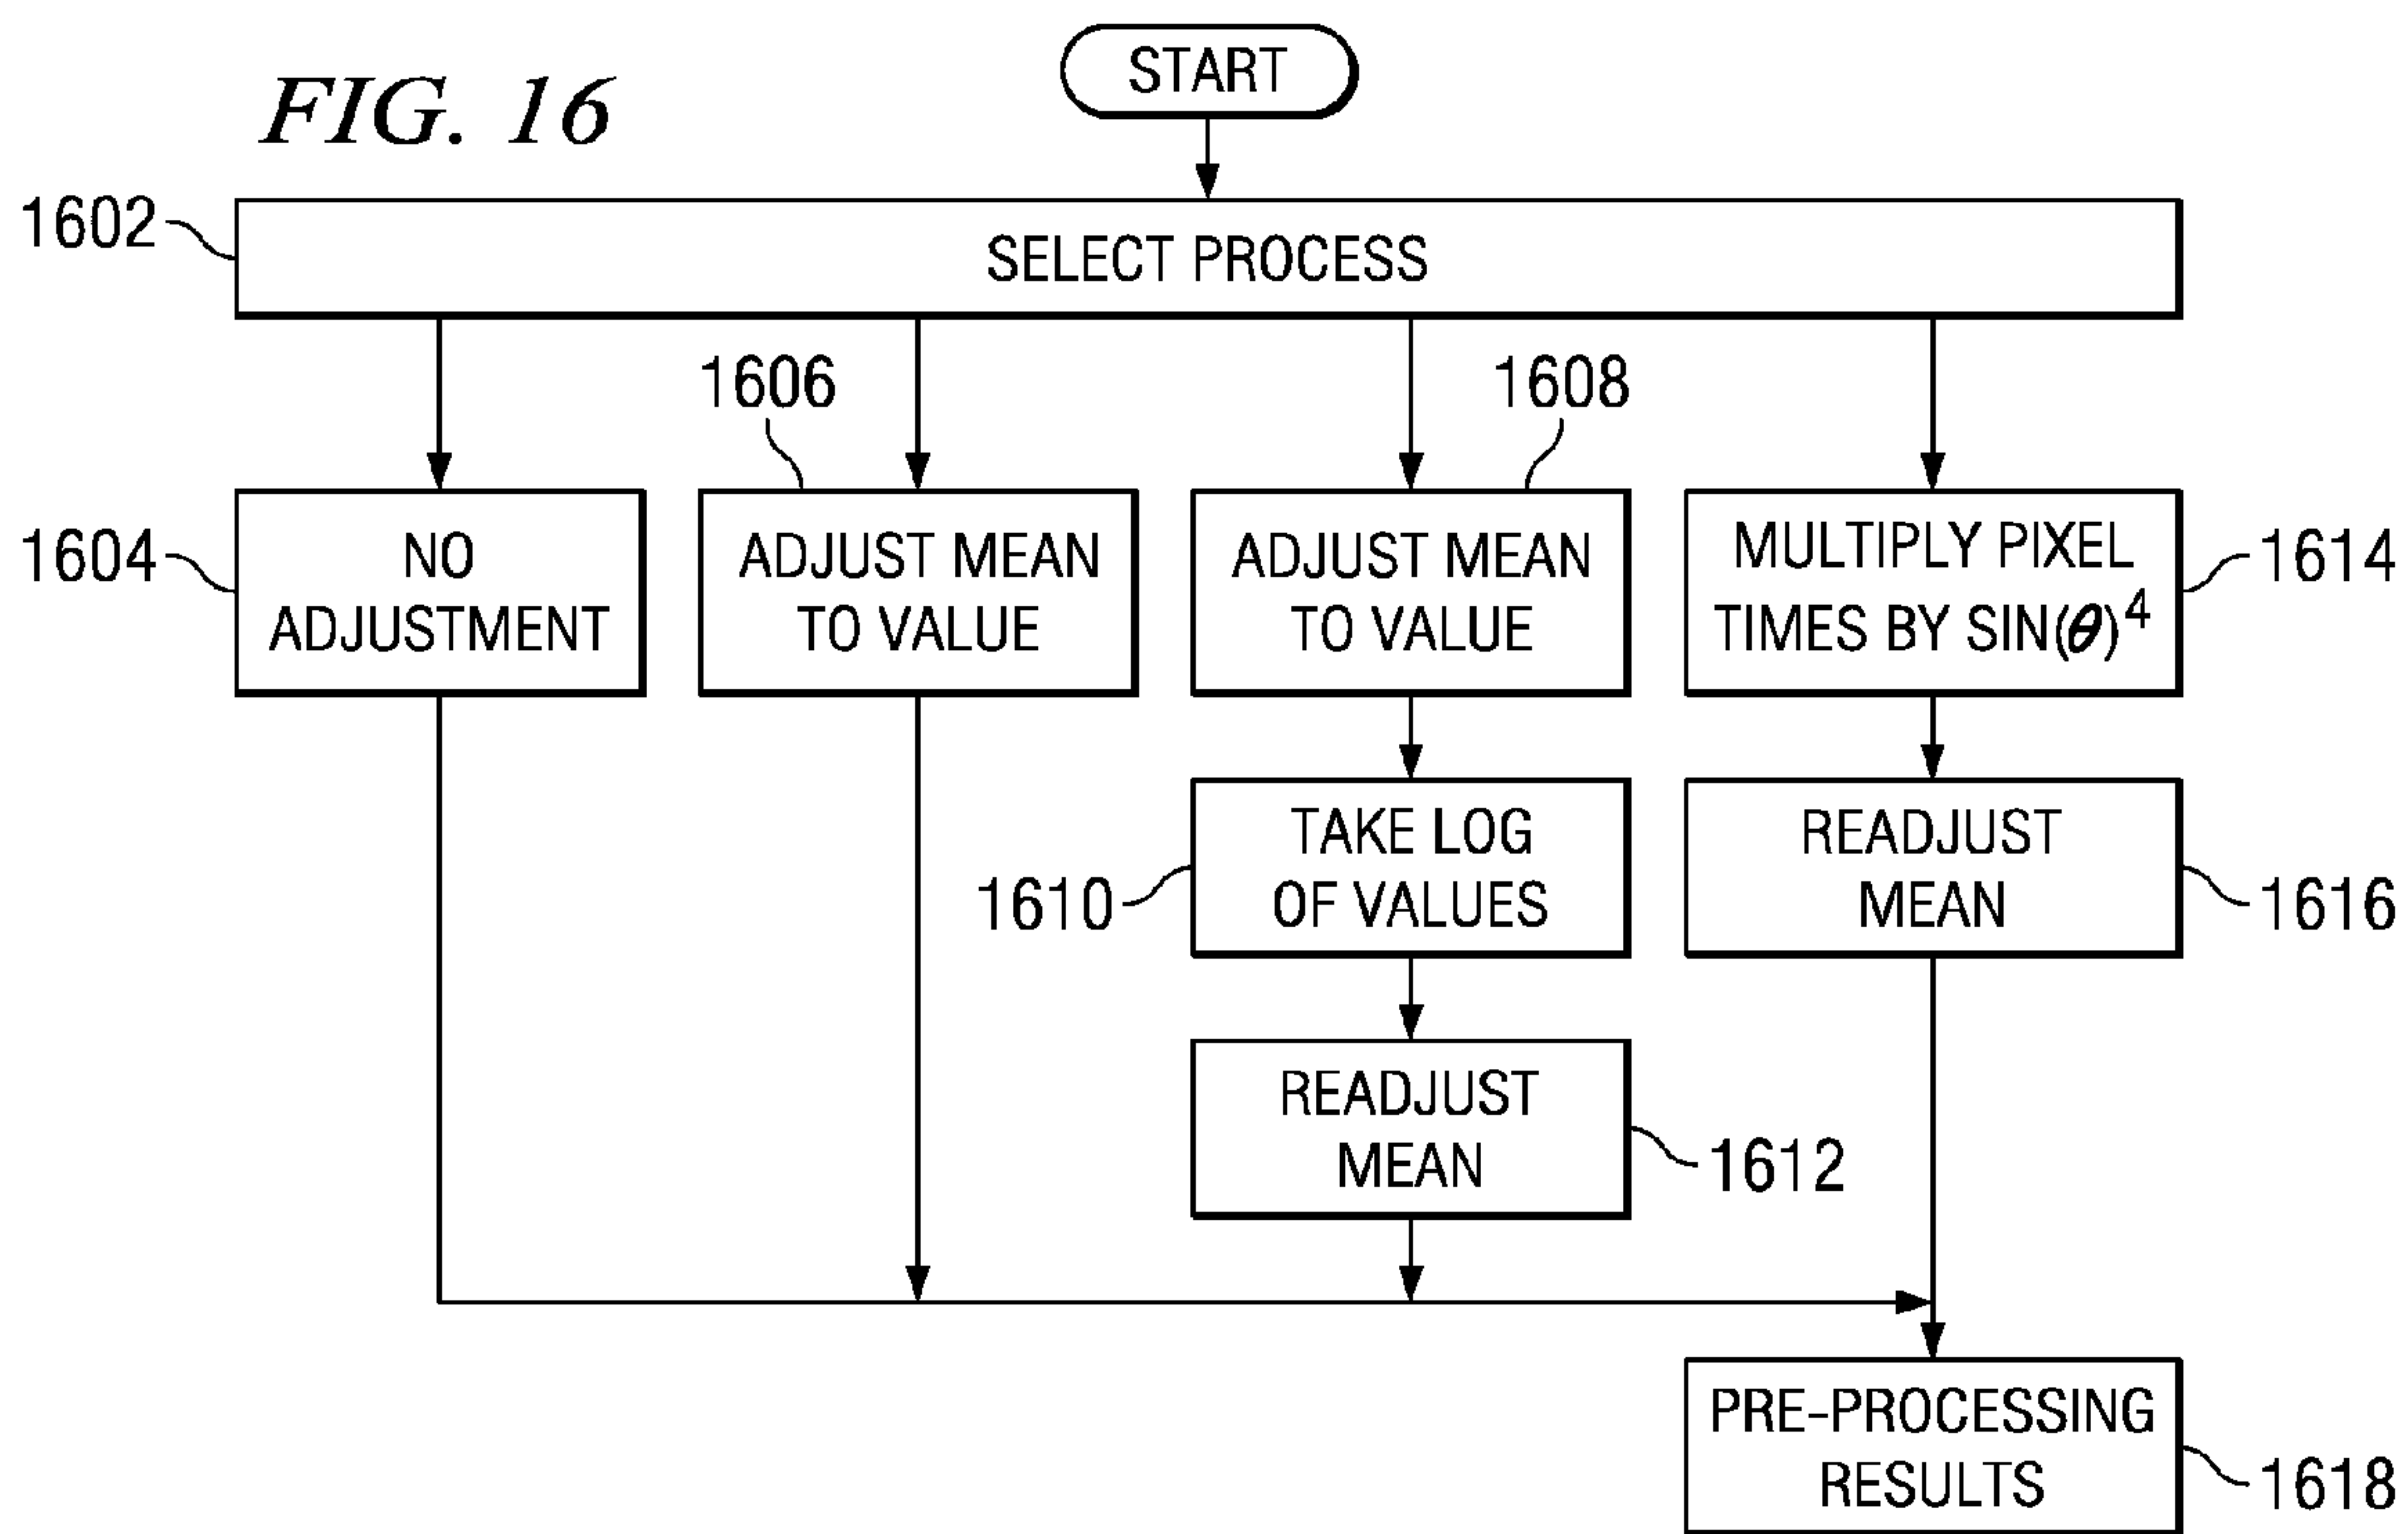 FIG. 16
START
1602
SELECT PROCESS
1606
1608
1604
NO
ADJUSTMENT
ADJUST MEAN
TO VALUE
ADJUST MEAN
TO VALUE
MULTIPLY PIXEL
TIMES BY SIN(θ)⁴
1614
1610
TAKE LOG
OF VALUES
READJUST
MEAN
1616
READJUST
MEAN
1612
PRE-PROCESSING
RESULTS
1618